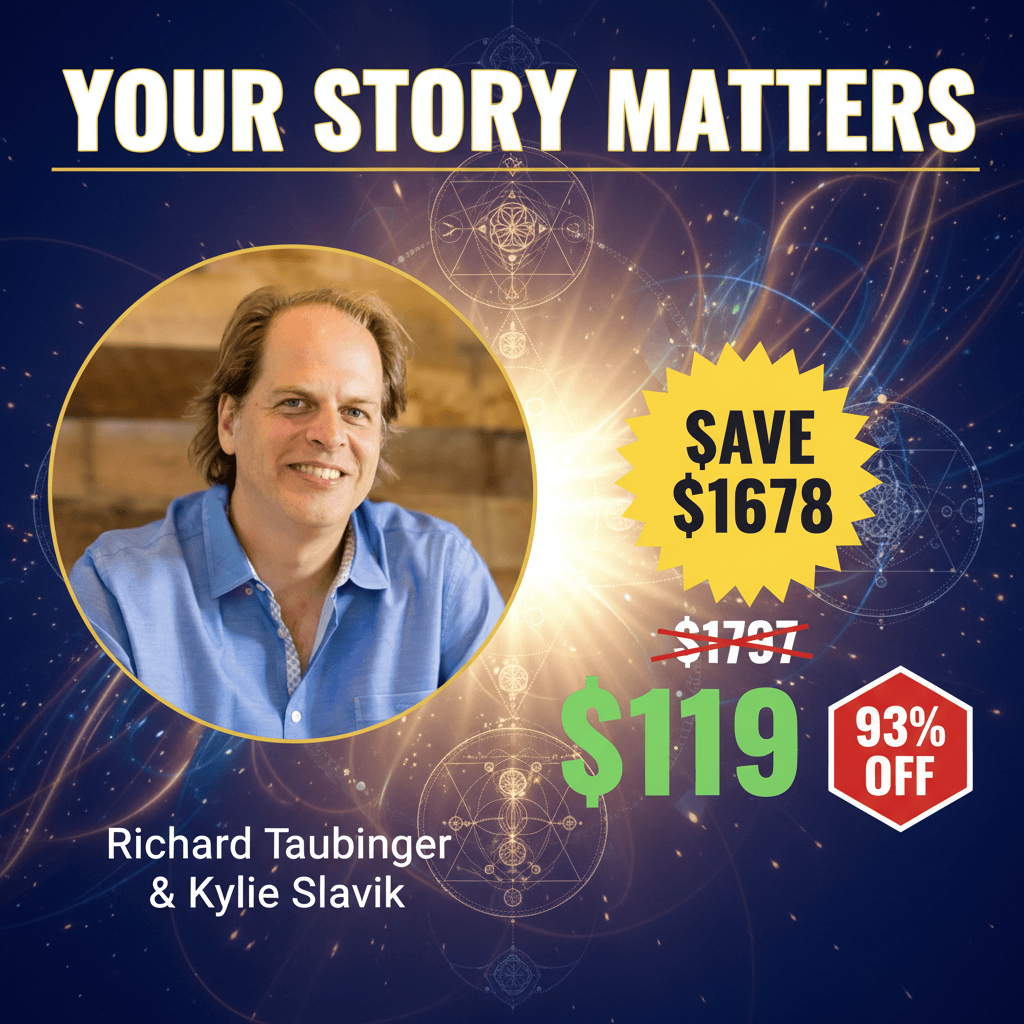 YOUR STORY MATTERS
$AVE
$1678
$1797
$119
93%
OFF
Richard Taubinger
& Kylie Slavik